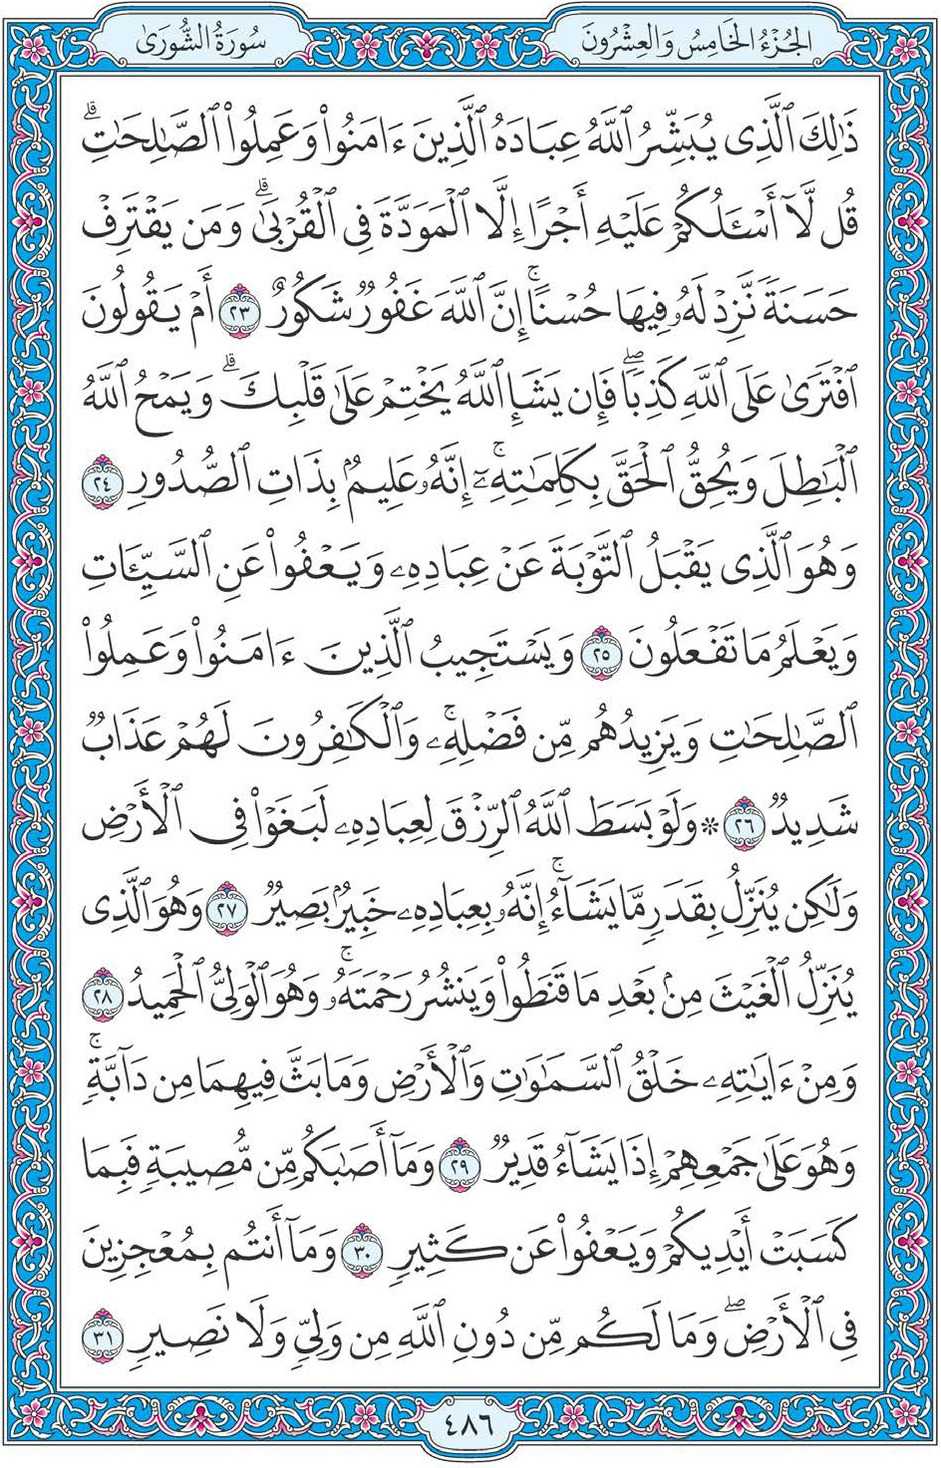 الجُزْءُ الخَامِسُ وَالعِشْرُونَ
سُورَةُ الشُّورَىٰ
ذَٰلِكَ ٱلَّذِى يُبَشِّرُ ٱللَّهُ عِبَادَهُ ٱلَّذِينَ ءَامَنُوا۟ وَعَمِلُوا۟ ٱلصَّـٰلِحَـٰتِۗ
قُل لَّآ أَسْـَٔلُكُمْ عَلَيْهِ أَجْرًا إِلَّا ٱلْمَوَدَّةَ فِى ٱلْقُرْبَىٰۗ وَمَن يَقْتَرِفْ
حَسَنَةً نَّزِدْ لَهُۥ فِيهَا حُسْنًاۚ إِنَّ ٱللَّهَ غَفُورٌ شَكُورٌ ٢٣ أَمْ يَقُولُونَ
ٱفْتَرَىٰ عَلَى ٱللَّهِ كَذِبًاۖ فَإِن يَشَإِ ٱللَّهُ يَخْتِمْ عَلَىٰ قَلْبِكَۗ وَيَمْحُ ٱللَّهُ
ٱلْبَـٰطِلَ وَيُحِقُّ ٱلْحَقَّ بِكَلِمَـٰتِهِۦٓۚ إِنَّهُۥ عَلِيمٌۢ بِذَاتِ ٱلصُّدُورِ ٢٤
وَهُوَ ٱلَّذِى يَقْبَلُ ٱلتَّوْبَةَ عَنْ عِبَادِهِۦ وَيَعْفُوا۟ عَنِ ٱلسَّيِّـَٔاتِ
وَيَعْلَمُ مَا تَفْعَلُونَ ٢٥ وَيَسْتَجِيبُ ٱلَّذِينَ ءَامَنُوا۟ وَعَمِلُوا۟
ٱلصَّـٰلِحَـٰتِ وَيَزِيدُهُم مِّن فَضْلِهِۦۚ وَٱلْكَـٰفِرُونَ لَهُمْ عَذَابٌ
شَدِيدٌ ٢٦ * وَلَوْ بَسَطَ ٱللَّهُ ٱلرِّزْقَ لِعِبَادِهِۦ لَبَغَوْا۟ فِى ٱلْأَرْضِ
وَلَـٰكِن يُنَزِّلُ بِقَدَرٍ مَّا يَشَآءُۚ إِنَّهُۥ بِعِبَادِهِۦ خَبِيرٌۢ بَصِيرٌ ٢٧ وَهُوَ ٱلَّذِى
يُنَزِّلُ ٱلْغَيْثَ مِنۢ بَعْدِ مَا قَنَطُوا۟ وَيَنشُرُ رَحْمَتَهُۥۚ وَهُوَ ٱلْوَلِىُّ ٱلْحَمِيدُ ٢٨
وَمِنْ ءَايَـٰتِهِۦ خَلْقُ ٱلسَّمَـٰوَٰتِ وَٱلْأَرْضِ وَمَا بَثَّ فِيهِمَا مِن دَآبَّةٍۚ
وَهُوَ عَلَىٰ جَمْعِهِمْ إِذَا يَشَآءُ قَدِيرٌ ٢٩ وَمَآ أَصَـٰبَكُم مِّن مُّصِيبَةٍ فَبِمَا
كَسَبَتْ أَيْدِيكُمْ وَيَعْفُوا۟ عَن كَثِيرٍ ٣٠ وَمَآ أَنتُم بِمُعْجِزِينَ
فِى ٱلْأَرْضِۖ وَمَا لَكُم مِّن دُونِ ٱللَّهِ مِن وَلِىٍّ وَلَا نَصِيرٍ ٣١
٤٨٦